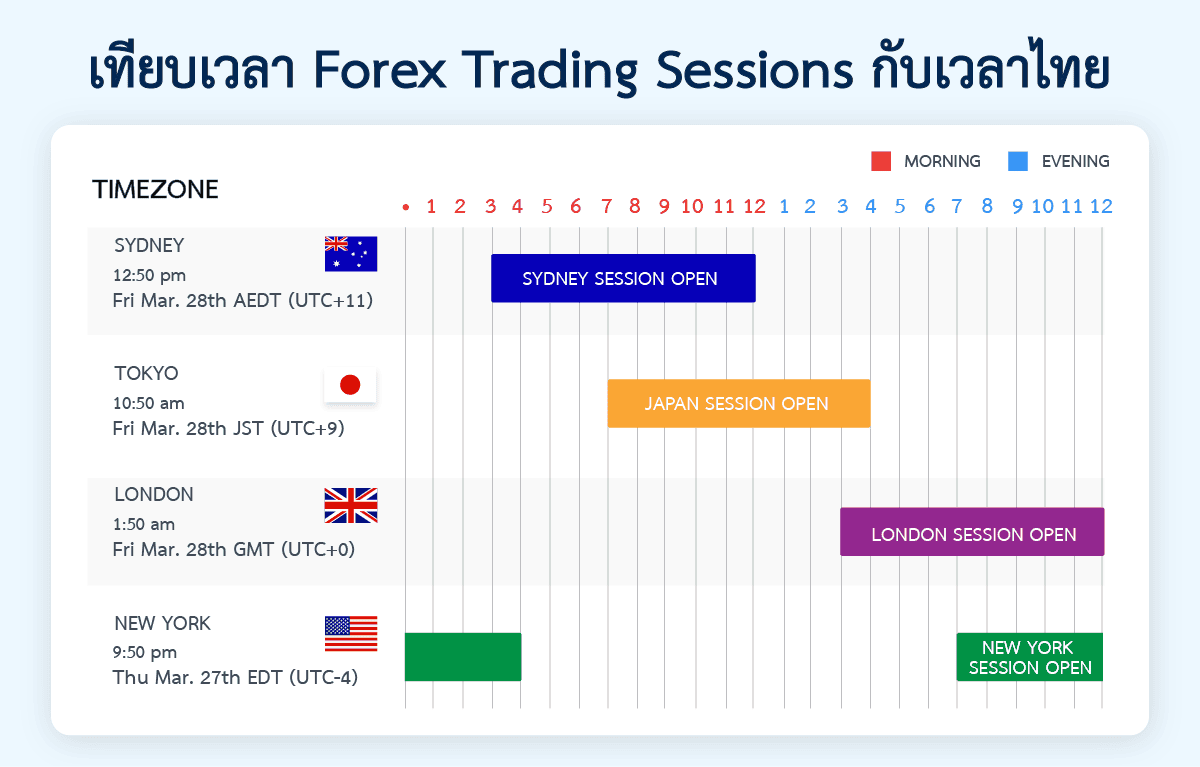 เทียบเวลา Forex Trading Sessions กับเวลาไทย
MORNING EVENING
TIMEZONE
• 1 2 3 4 5 6 7 8 9 10 11 12 1 2 3 4 5 6 7 8 9 10 11 12
SYDNEY
12:50 pm
Fri Mar. 28th AEDT (UTC+11)
SYDNEY SESSION OPEN
TOKYO
10:50 am
Fri Mar. 28th JST (UTC+9)
JAPAN SESSION OPEN
LONDON
1:50 am
Fri Mar. 28th GMT (UTC+0)
LONDON SESSION OPEN
NEW YORK
9:50 pm
Thu Mar. 27th EDT (UTC-4)
NEW YORK
SESSION OPEN